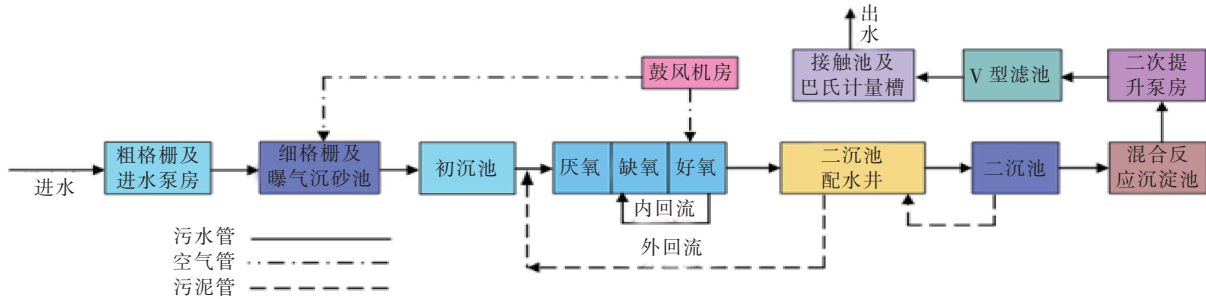 出
水
鼓风机房
接触池及
巴氏计量槽
V 型滤池
二次提
升泵房
进水
粗格栅及
进水泵房
细格栅及
曝气沉砂池
初沉池
厌氧
缺氧
好氧
内回流
外回流
二沉池
配水井
二沉池
混合反
应沉淀池
污水管
空气管
污泥管